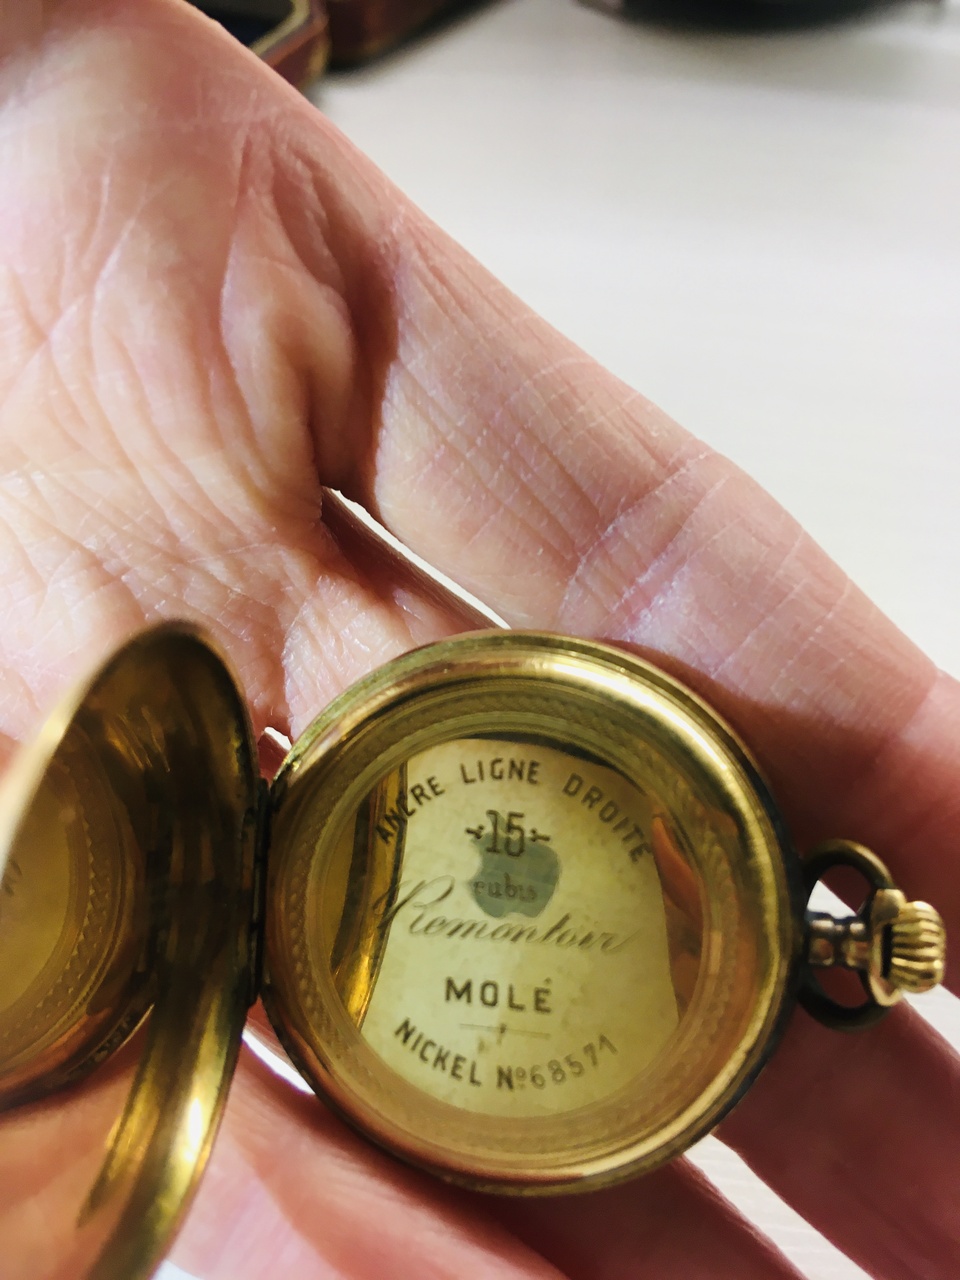 ANCRE LIGNE DROITE
15
rubis
Remontoir
MOLÉ
NICKEL Nº68571